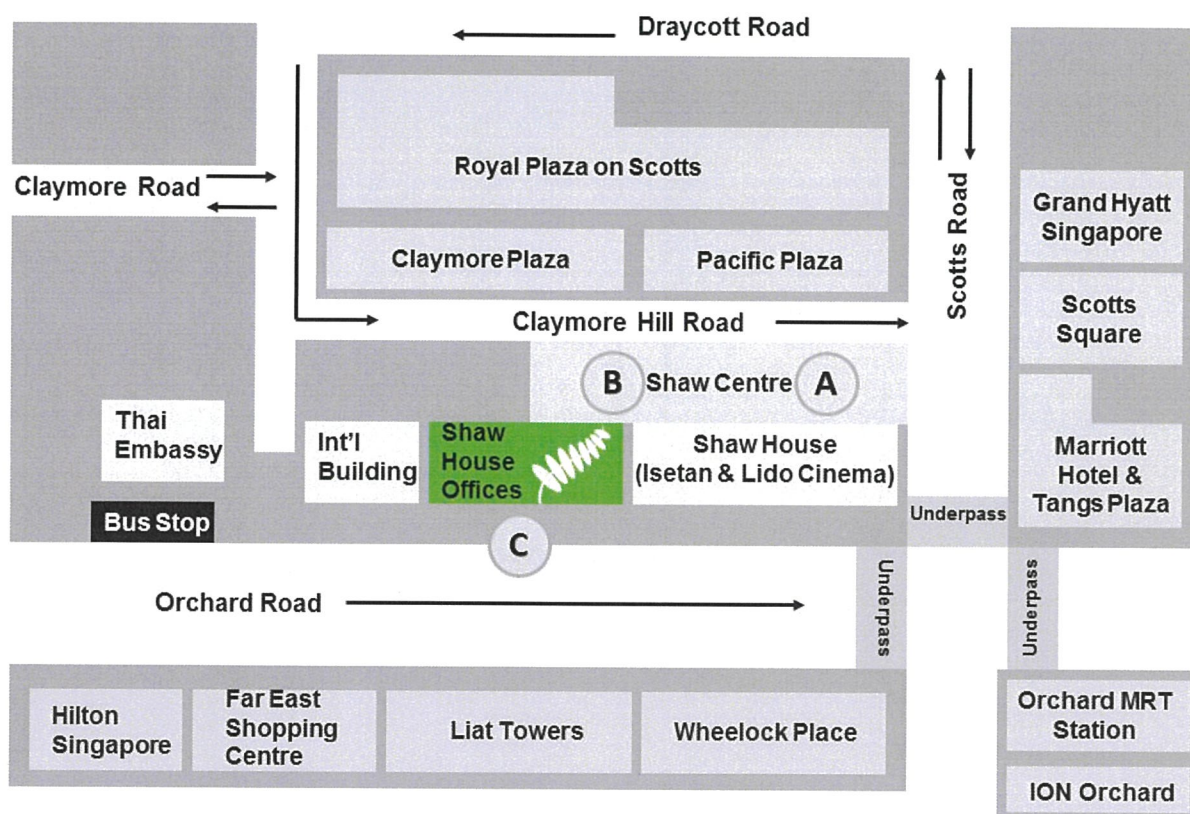 Draycott Road
Claymore Road
Royal Plaza on Scotts
Scotts Road
Grand Hyatt
Singapore
Claymore Plaza
Pacific Plaza
Claymore Hill Road
Scotts
Square
B
Shaw Centre
A
Thai
Embassy
Int'l
Building
Shaw
House
Offices
Shaw House
(Isetan & Lido Cinema)
Marriott
Hotel &
Tangs Plaza
Bus Stop
Underpass
C
Orchard Road
Underpass
Underpass
Hilton
Singapore
Far East
Shopping
Centre
Liat Towers
Wheelock Place
Orchard MRT
Station
ION Orchard